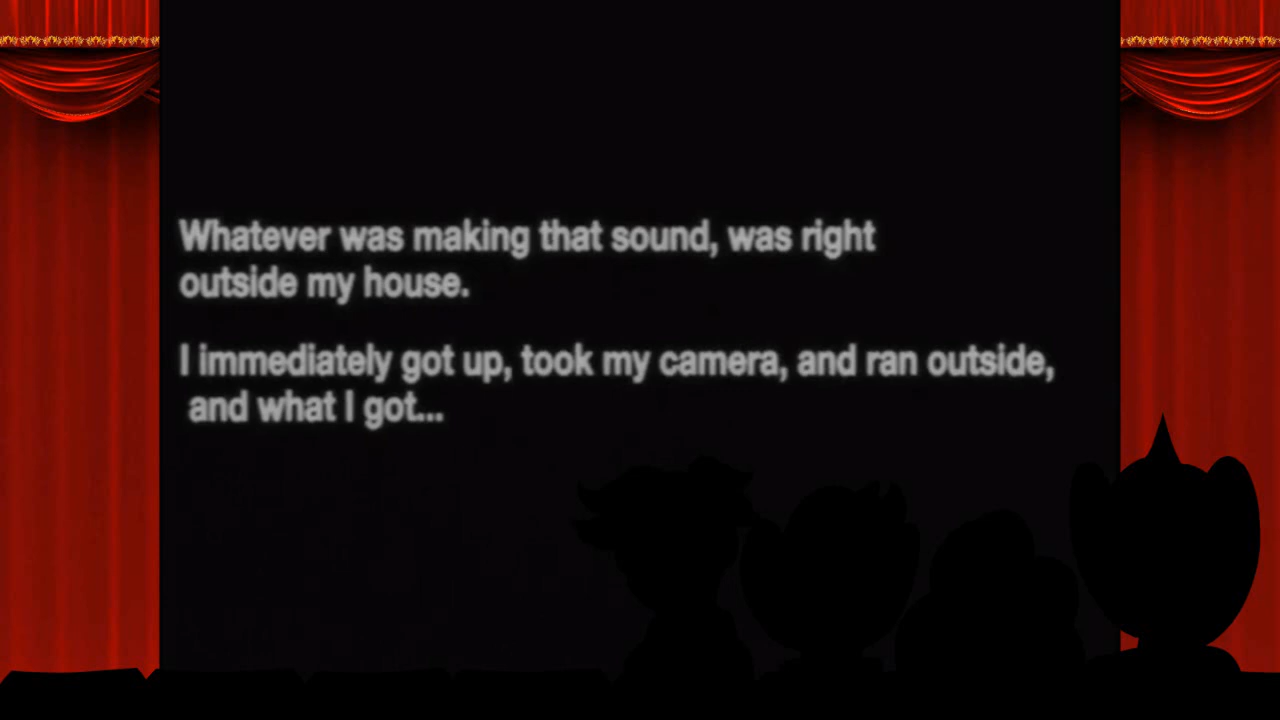 Whatever was making that sound, was right
outside my house.
I immediately got up, took my camera, and ran outside,
and what I got...